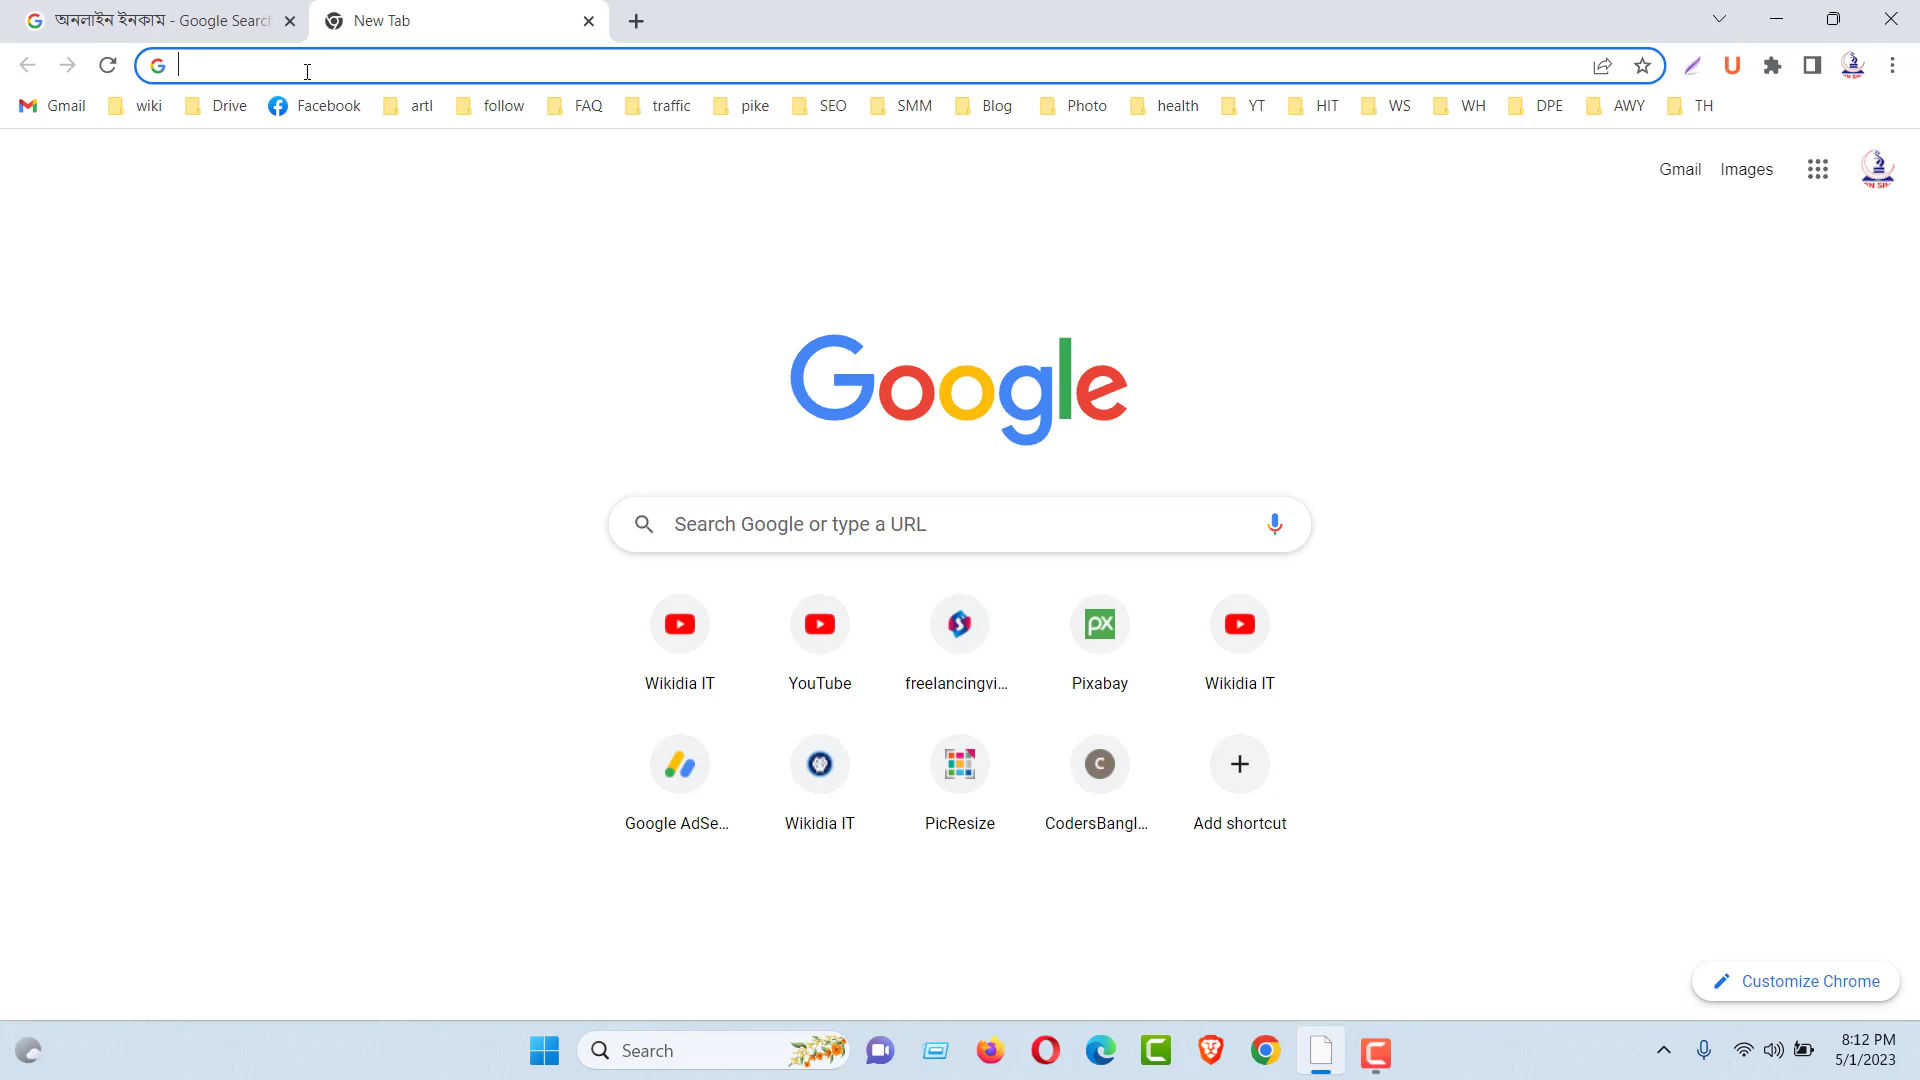 অনলাইন ইনকাম - Google Searc
New Tab
Gmail
wiki
Drive
Facebook
artl
follow
FAQ
traffic
pike
SEO
SMM
Blog
Photo
health
YT
HIT
WS
WH
DPE
AWY
TH
Gmail
Images
Google
Search Google or type a URL
Wikidia IT
YouTube
freelancingvi...
Pixabay
Wikidia IT
Google AdSe...
Wikidia IT
PicResize
CodersBangl...
Add shortcut
Customize Chrome
Search
8:12 PM
5/1/2023